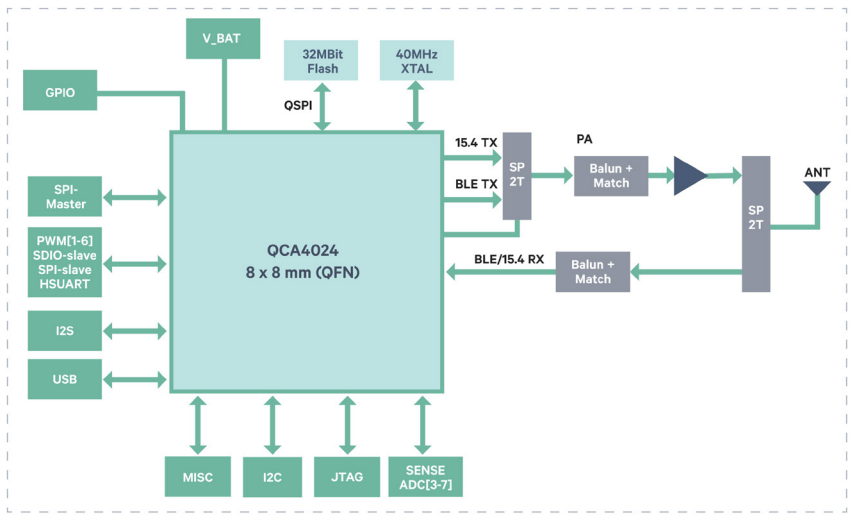 V_BAT
32MBit
Flash
40MHz
XTAL
GPIO
QSPI
15.4 TX
PA
SP
2T
Balun +
Match
ANT
SPI-
Master
BLE TX
SP
2T
PWM[1-6]
SDIO-slave
SPI-slave
HSUART
QCA4024
8 x 8 mm (QFN)
BLE/15.4 RX
Balun +
Match
I2S
USB
MISC
I2C
JTAG
SENSE
ADC[3-7]